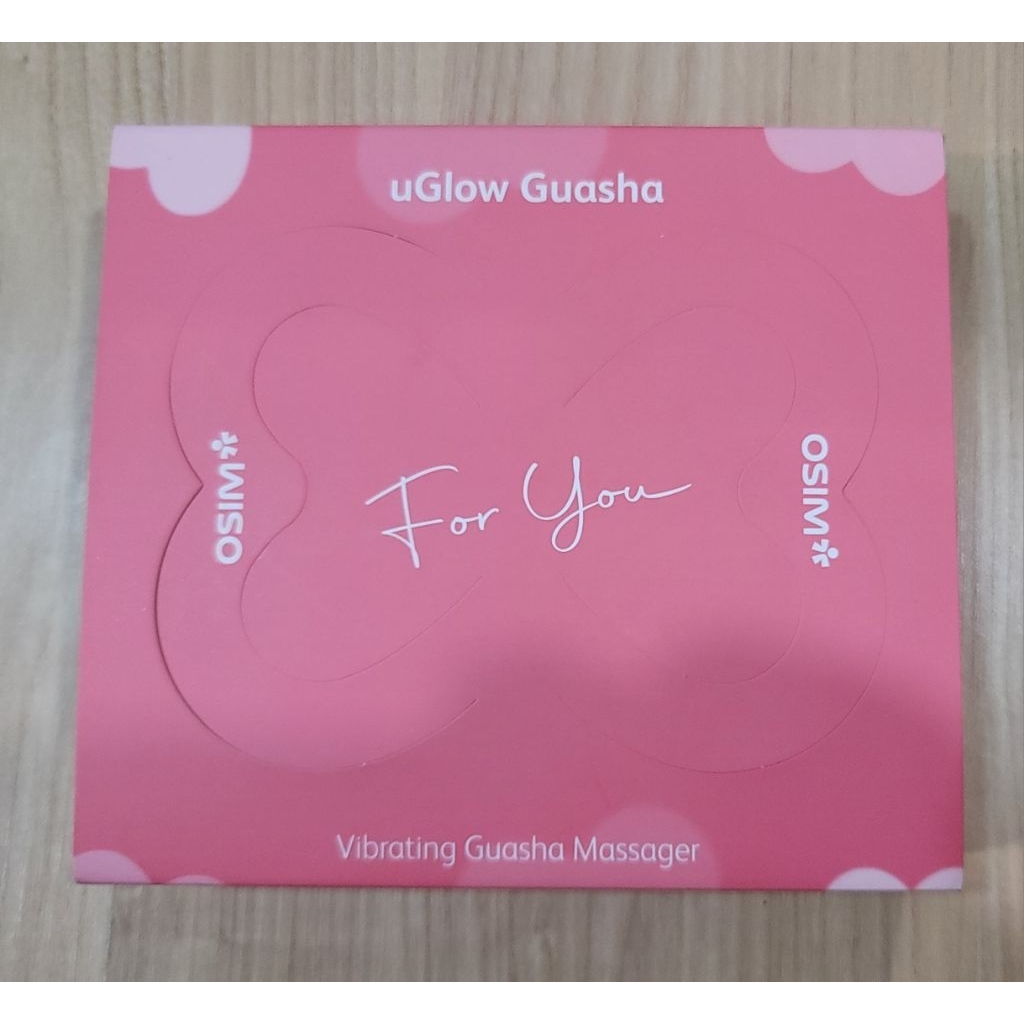 uGlow Guasha
OSIM
For You
OSIM
Vibrating Guasha Massager